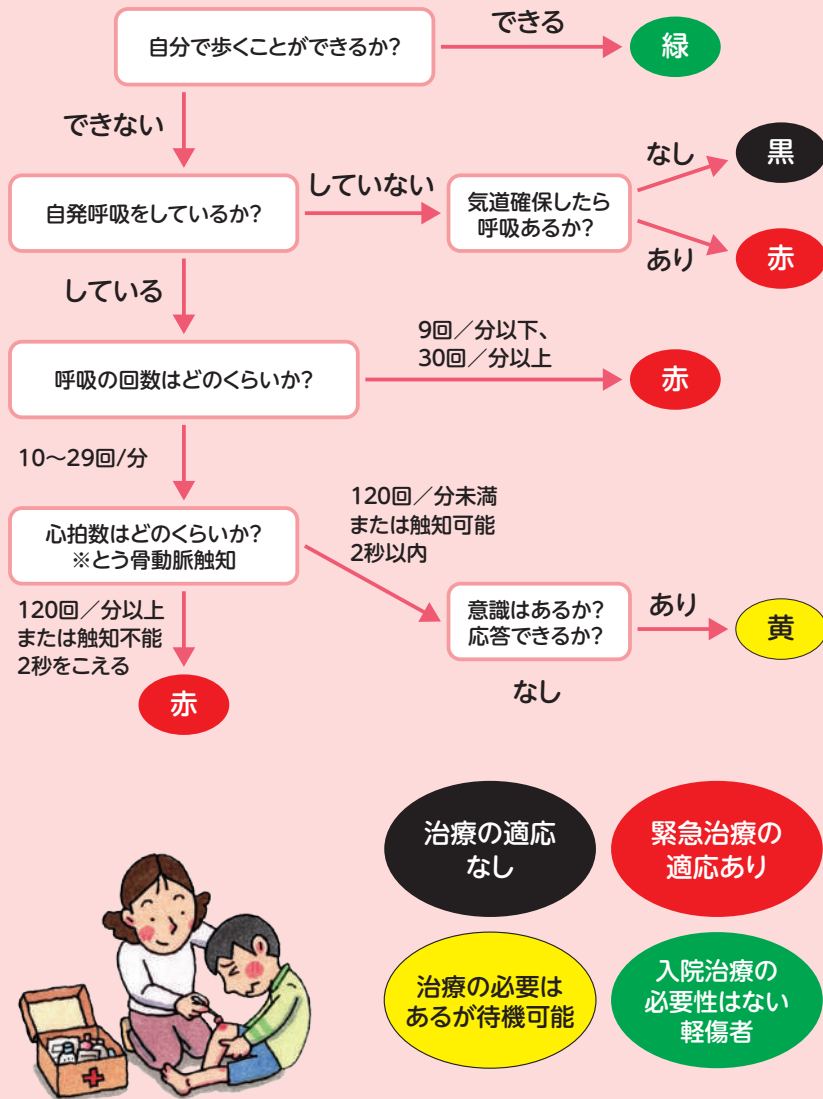 自分で歩くことができるか?
できる
緑
できない
自発呼吸をしているか?
していない
気道確保したら
呼吸あるか?
なし
黒
あり
赤
している
呼吸の回数はどのくらいか?
9回／分以下、
30回／分以上
赤
10〜29回/分
心拍数はどのくらいか?
※とう骨動脈触知
120回／分未満
または触知可能
2秒以内
120回／分以上
または触知不能
2秒をこえる
赤
意識はあるか?
応答できるか?
あり
黄
なし
治療の適応
なし
緊急治療の
適応あり
治療の必要は
あるが待機可能
入院治療の
必要性はない
軽傷者